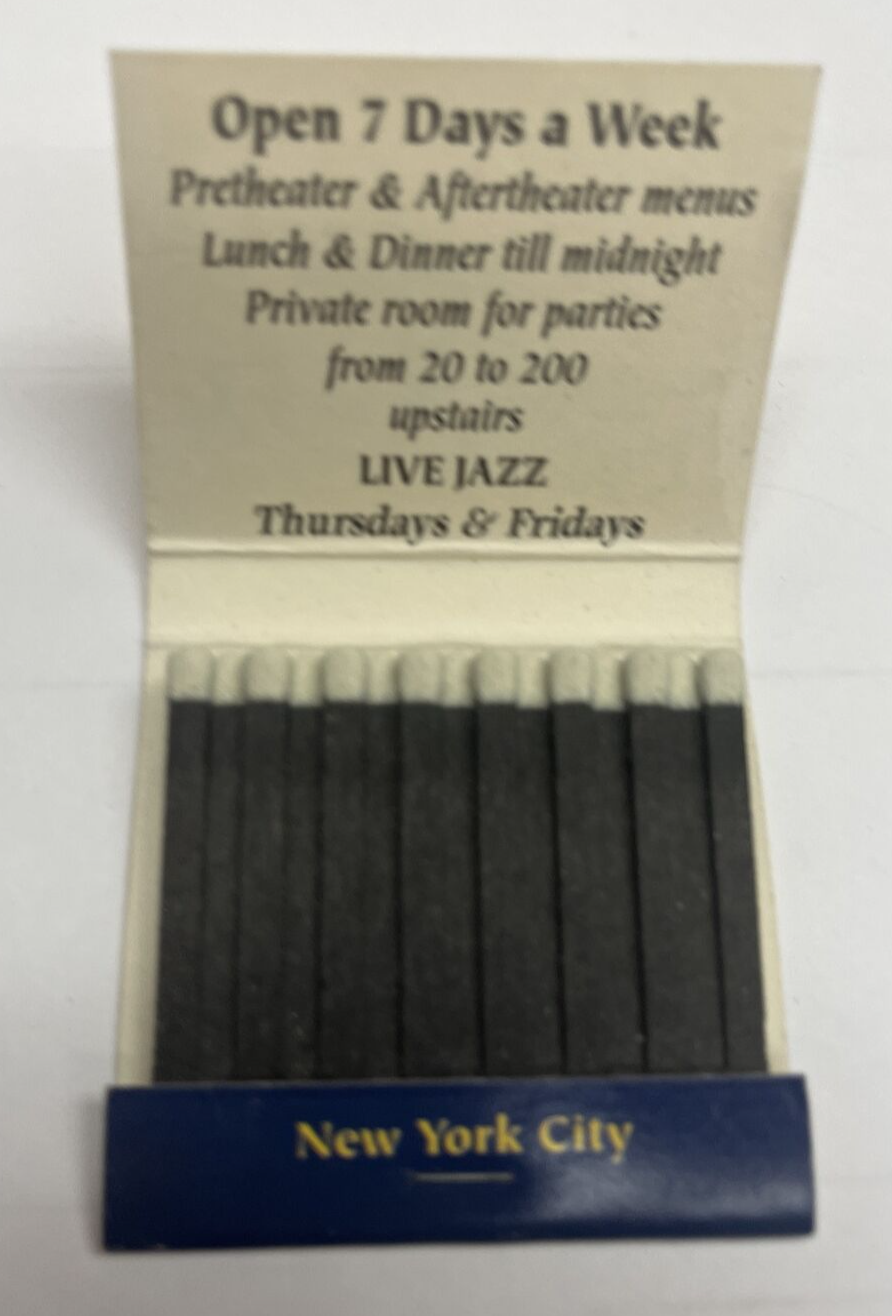 Open 7 Days a Week
Pretheater & Aftertheater menus
Lunch & Dinner till midnight
Private room for parties
from 20 to 200
upstairs
LIVE JAZZ
Thursdays & Fridays
New York City